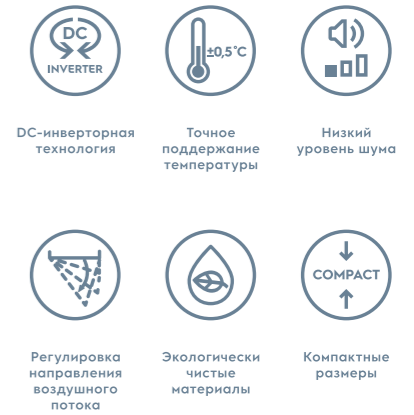 DC
INVERTER
±0,5°C
DC-инверторная
технология
Точное
поддержание
температуры
Низкий
уровень шума
COMPACT
Регулировка
направления
воздушного
потока
Экологически
чистые
материалы
Компактные
размеры